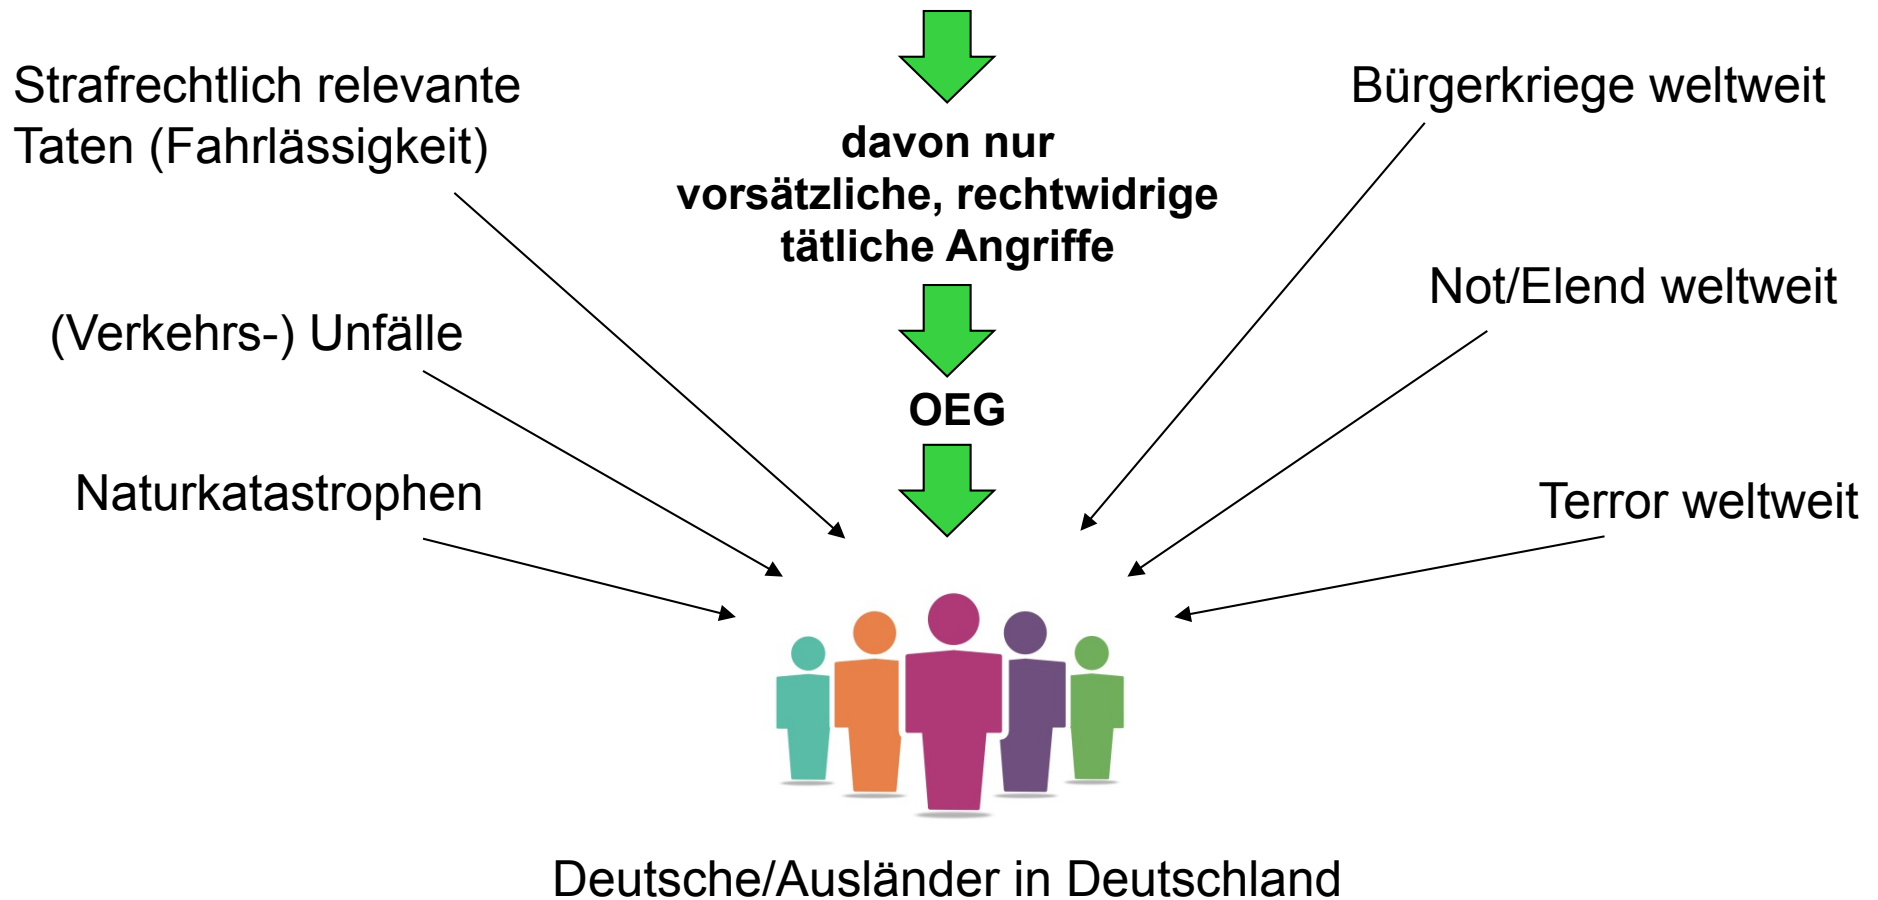 Strafrechtlich relevante
Taten (Fahrlässigkeit)
(Verkehrs-) Unfälle
Naturkatastrophen
davon nur
vorsätzliche, rechtwidrige
tätliche Angriffe
OEG
Bürgerkriege weltweit
Not/Elend weltweit
Terror weltweit
Deutsche/Ausländer in Deutschland